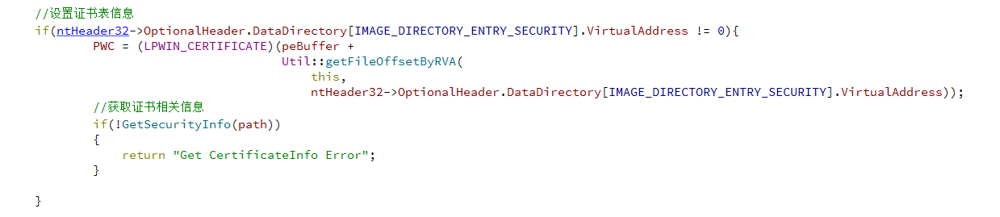 //设置证书表信息
if(ntHeader32->OptionalHeader.DataDirectory[IMAGE_DIRECTORY_ENTRY_SECURITY].VirtualAddress != 0){
PWC = (LPWIN_CERTIFICATE)(peBuffer +
Util::getFileOffsetByRVA(
this,
ntHeader32->OptionalHeader.DataDirectory[IMAGE_DIRECTORY_ENTRY_SECURITY].VirtualAddress));
//获取证书相关信息
if(!GetSecurityInfo(path))
{
return "Get CertificateInfo Error";
}
}